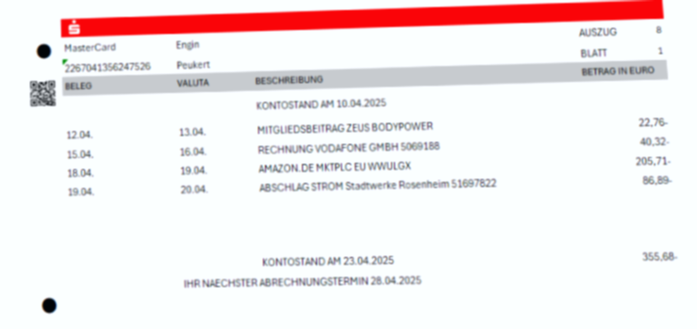 MasterCard Engin AUSZUG 8
2267041356247526 Peukert BLATT 1
BELEG VALUTA BESCHREIBUNG BETRAG IN EURO
KONTOSTAND AM 10.04.2025
12.04. 13.04. MITGLIEDSBEITRAG ZEUS BODYPOWER 22,76-
15.04. 16.04. RECHNUNG VODAFONE GMBH 5069188 40,32-
18.04. 19.04. AMAZON.DE MKTPLC EU WWULGX 205,71-
19.04. 20.04. ABSCHLAG STROM Stadtwerke Rosenheim 51697822 86,89-
KONTOSTAND AM 23.04.2025 355,68-
IHR NAECHSTER ABRECHNUNGSTERMIN 28.04.2025